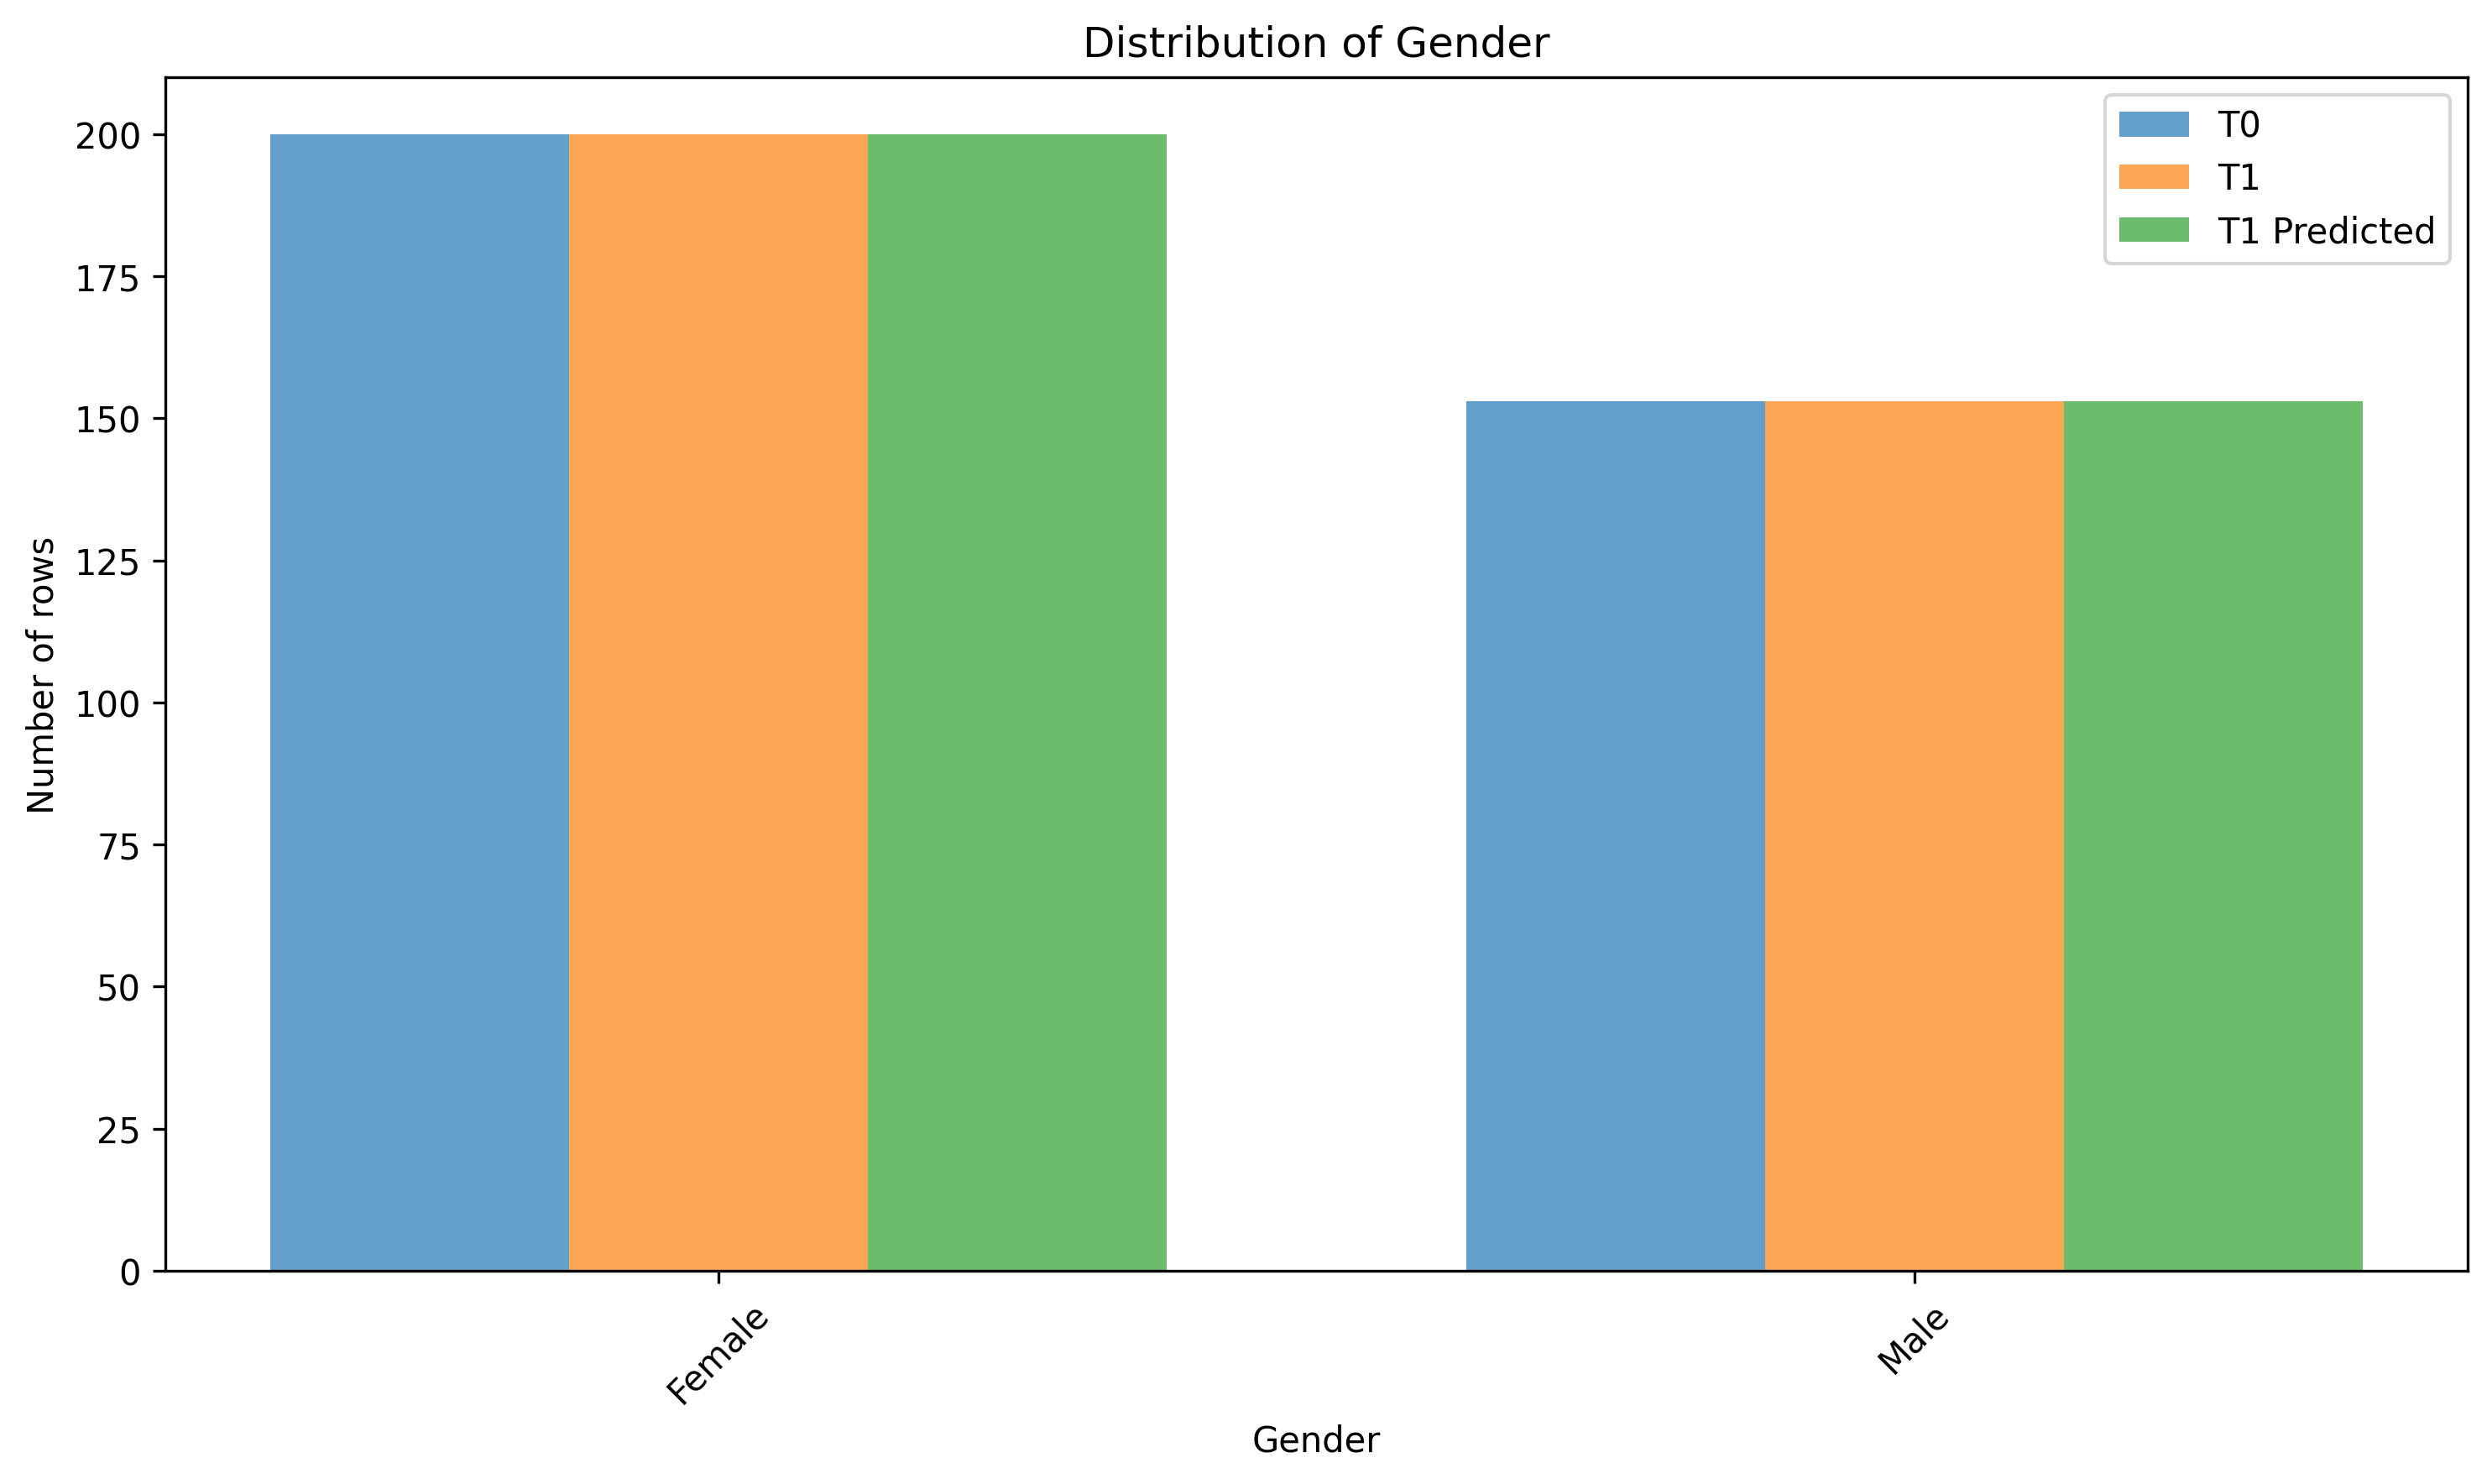 Distribution of Gender
T0
T1
T1 Predicted
Number of rows
200
175
150
125
100
75
50
25
0
Female
Male
Gender